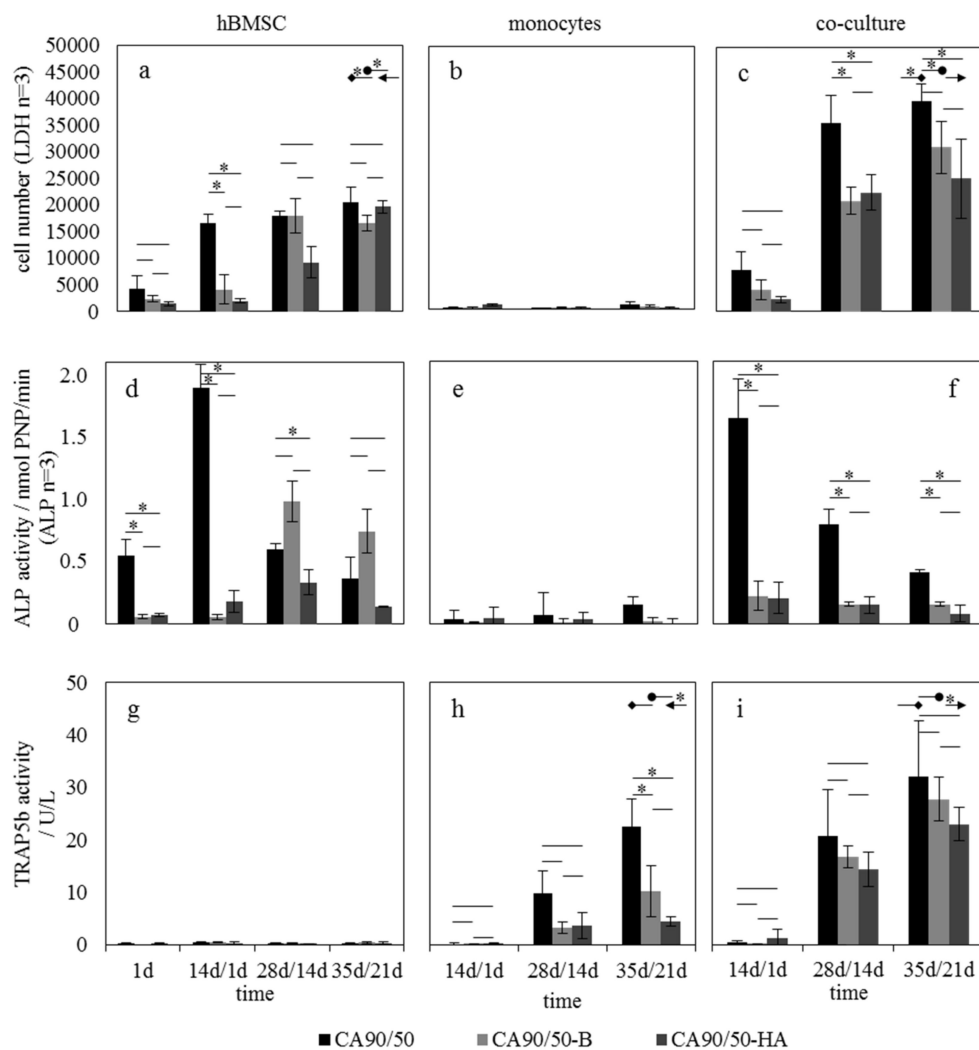 hBMSC monocytes co-culture
cell number (LDH n=3)
50000
45000
40000
35000
30000
25000
20000
15000
10000
5000
0
a b c
* * * *
* * * * * *
ALP activity / nmol PNP/min
(ALP n=3)
2.0
1.5
1.0
0.5
0
d e f
* * * * *
* * * * * *
TRAP5b activity
/ U/L
50
40
30
20
10
0
g h i
* * * *
1d 14d/1d 28d/14d 35d/21d 14d/1d 28d/14d 35d/21d 14d/1d 28d/14d 35d/21d
time time time
CA90/50 CA90/50-B CA90/50-HA